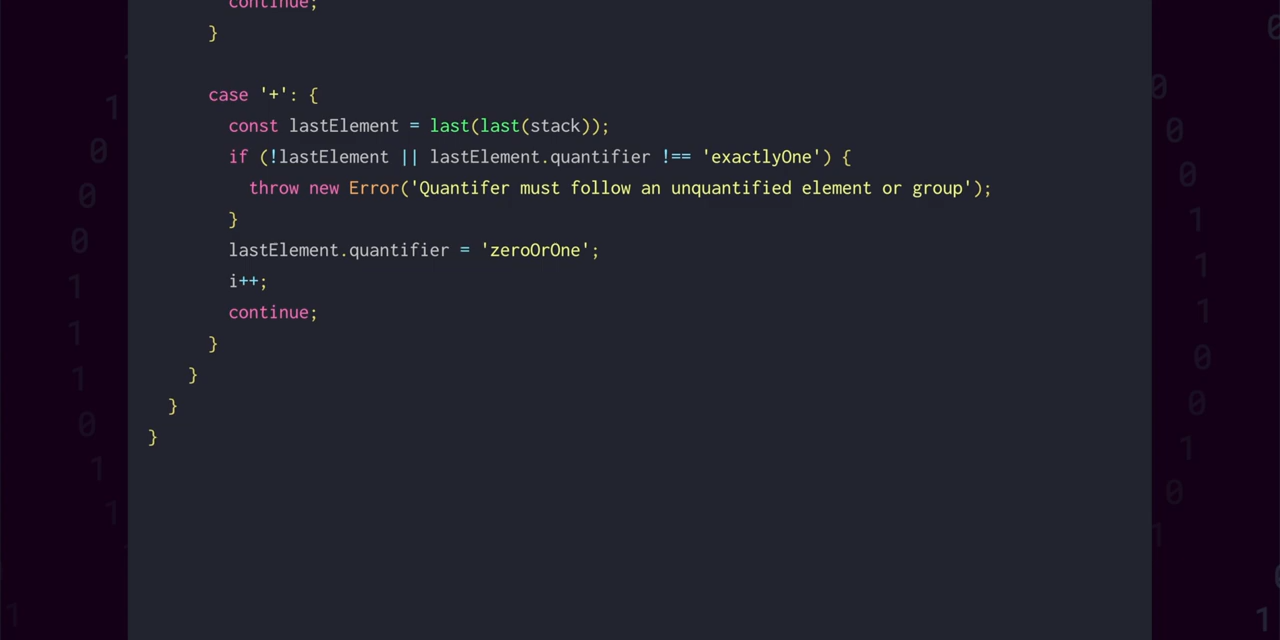 continue;
}
case '+': {
const lastElement = last(last(stack));
if (!lastElement || lastElement.quantifier !== 'exactlyOne') {
throw new Error('Quantifer must follow an unquantified element or group');
}
lastElement.quantifier = 'zeroOrOne';
i++;
continue;
}
}
}
}